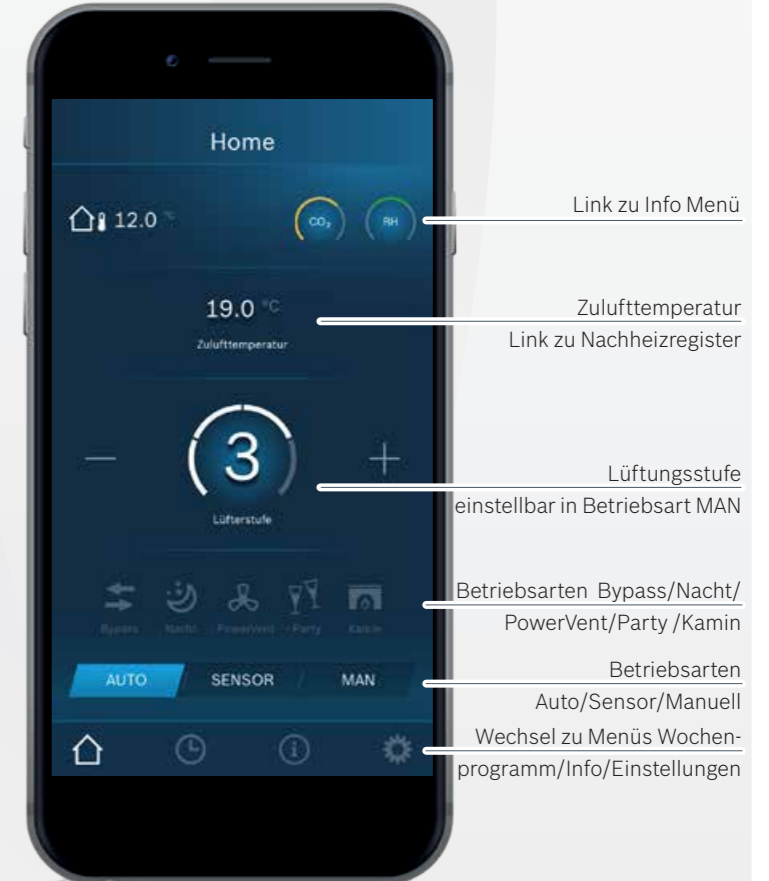 Home
12.0 °C
CO₂
RH
Link zu Info Menü
19.0 °C
Zulufttemperatur
Zulufttemperatur
Link zu Nachheizregister
3
Lüfterstufe
Lüftungsstufe
einstellbar in Betriebsart MAN
Bypass Nacht PowerVent Party Kamin
Betriebsarten Bypass/Nacht/
PowerVent/Party /Kamin
AUTO SENSOR MAN
Betriebsarten
Auto/Sensor/Manuell
Wechsel zu Menüs Wochen-
programm/Info/Einstellungen